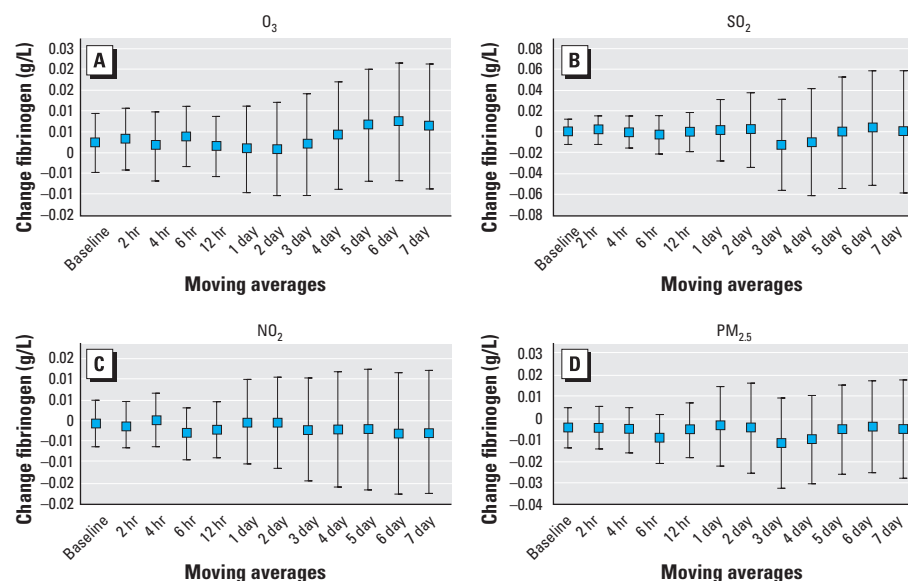 O₃
A
Change fibrinogen (g/L)
0.03
0.02
0.02
0.01
0.01
0
−0.01
−0.01
−0.02
Baseline 2 hr 4 hr 6 hr 12 hr 1 day 2 day 3 day 4 day 5 day 6 day 7 day
Moving averages
SO₂
B
Change fibrinogen (g/L)
0.08
0.06
0.04
0.02
0
−0.02
−0.04
−0.06
−0.08
Baseline 2 hr 4 hr 6 hr 12 hr 1 day 2 day 3 day 4 day 5 day 6 day 7 day
Moving averages
NO₂
C
Change fibrinogen (g/L)
0.02
0.01
0.01
0
−0.01
−0.01
−0.02
−0.02
Baseline 2 hr 4 hr 6 hr 12 hr 1 day 2 day 3 day 4 day 5 day 6 day 7 day
Moving averages
PM₂.₅
D
Change fibrinogen (g/L)
0.03
0.02
0.01
0
−0.01
−0.02
−0.03
−0.04
Baseline 2 hr 4 hr 6 hr 12 hr 1 day 2 day 3 day 4 day 5 day 6 day 7 day
Moving averages